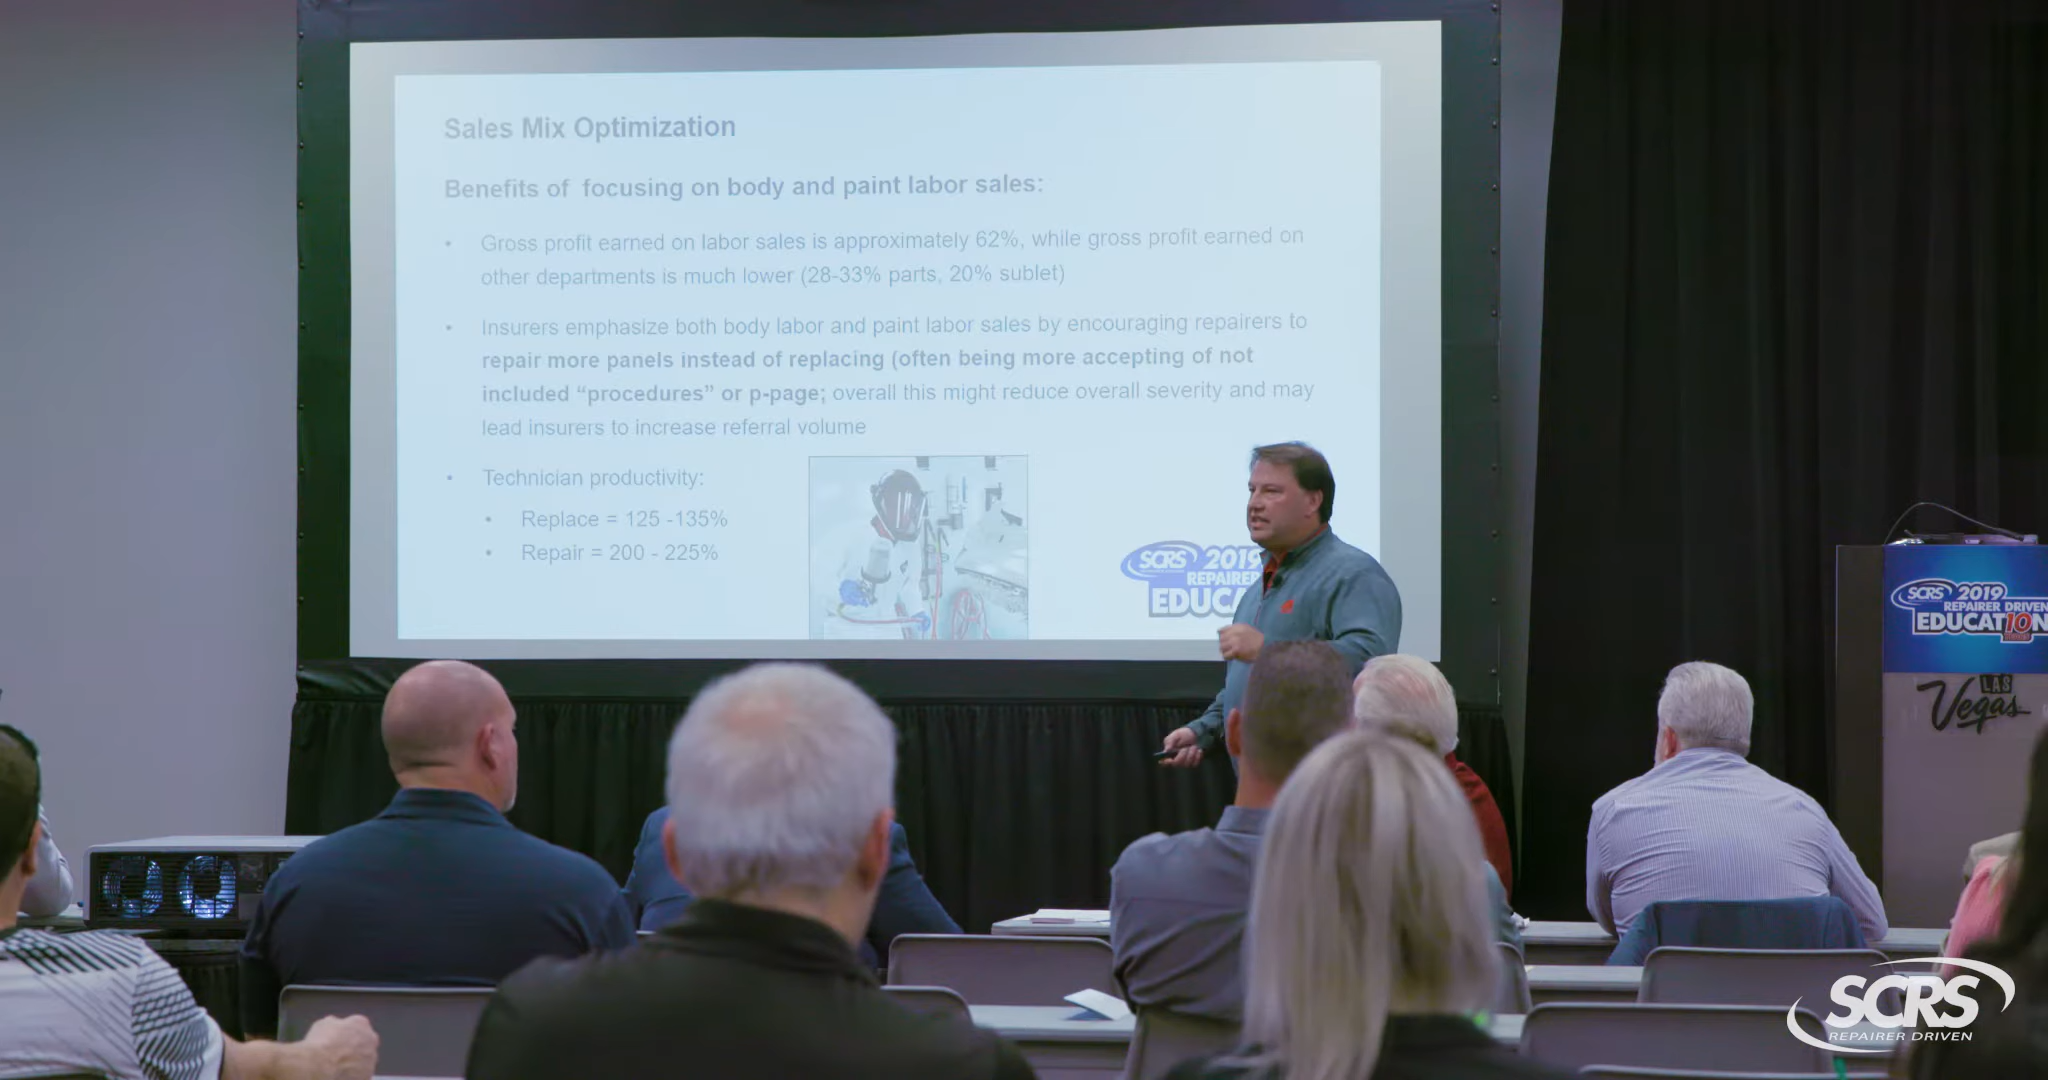 Sales Mix Optimization
Benefits of focusing on body and paint labor sales:
• Gross profit earned on labor sales is approximately 62%, while gross profit earned on
other departments is much lower (28-33% parts, 20% sublet)
• Insurers emphasize both body labor and paint labor sales by encouraging repairers to
repair more panels instead of replacing (often being more accepting of not
included “procedures” or p-page; overall this might reduce overall severity and may
lead insurers to increase referral volume
• Technician productivity:
• Replace = 125 -135%
• Repair = 200 - 225%
SCRS 2019
REPAIRER
EDUCA
SCRS 2019
REPAIRER DRIVEN
EDUCAT10N
LAS
Vegas
SCRS
REPAIRER DRIVEN